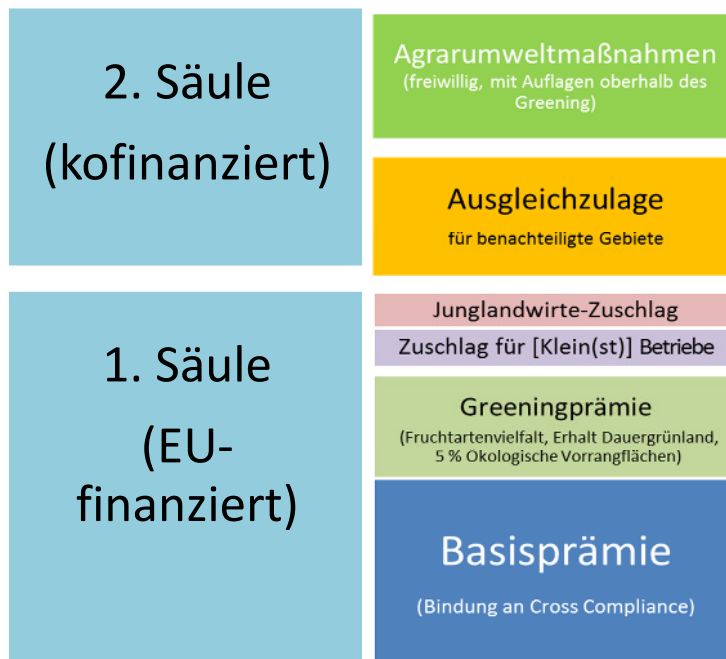 2. Säule
(kofinanziert)
Agrarumweltmaßnahmen
(freiwillig, mit Auflagen oberhalb des
Greening)
Ausgleichzulage
für benachteiligte Gebiete
1. Säule
(EU-
finanziert)
Junglandwirte-Zuschlag
Zuschlag für [Klein(st)] Betriebe
Greeningprämie
(Fruchtartenvielfalt, Erhalt Dauergrünland,
5 % Ökologische Vorrangflächen)
Basisprämie
(Bindung an Cross Compliance)